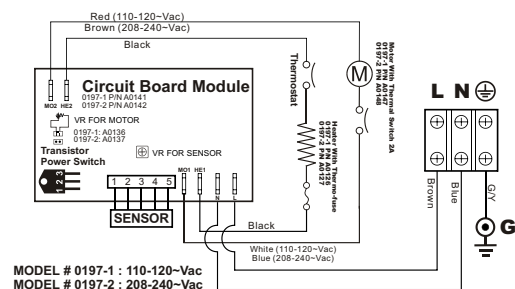 Red (110-120~Vac)
Brown (208-240~Vac)
Black
MO2 HE2
Circuit Board Module
0197-1 P/N A0141
0197-2 P/N A0142
VR FOR MOTOR
0197-1: A0136
0197-2: A0137
Transistor
Power Switch
VR FOR SENSOR
1 2 3
1 2 3 4 5
MO1 HE1
N L
SENSOR
Thermostat
Heater With Thermer-fuse
0197-1 P/N A0126
0197-2 P/N A0127
M
Motor With Thermal Switch 2A
0197-1 P/N A0147
0197-2 P/N A0148
L N
Brown
Blue
G/Y
G
Black
White (110-120~Vac)
Blue (208-240~Vac)
MODEL # 0197-1 : 110-120~Vac
MODEL # 0197-2 : 208-240~Vac